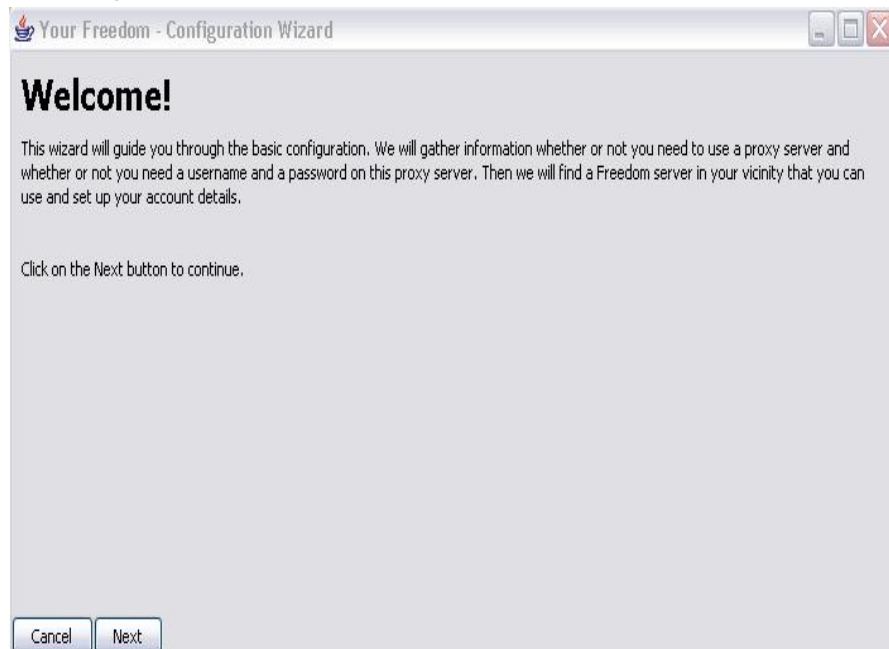 Your Freedom - Configuration Wizard
Welcome!
This wizard will guide you through the basic configuration. We will gather information whether or not you need to use a proxy server and
whether or not you need a username and a password on this proxy server. Then we will find a Freedom server in your vicinity that you can
use and set up your account details.
Click on the Next button to continue.
Cancel Next